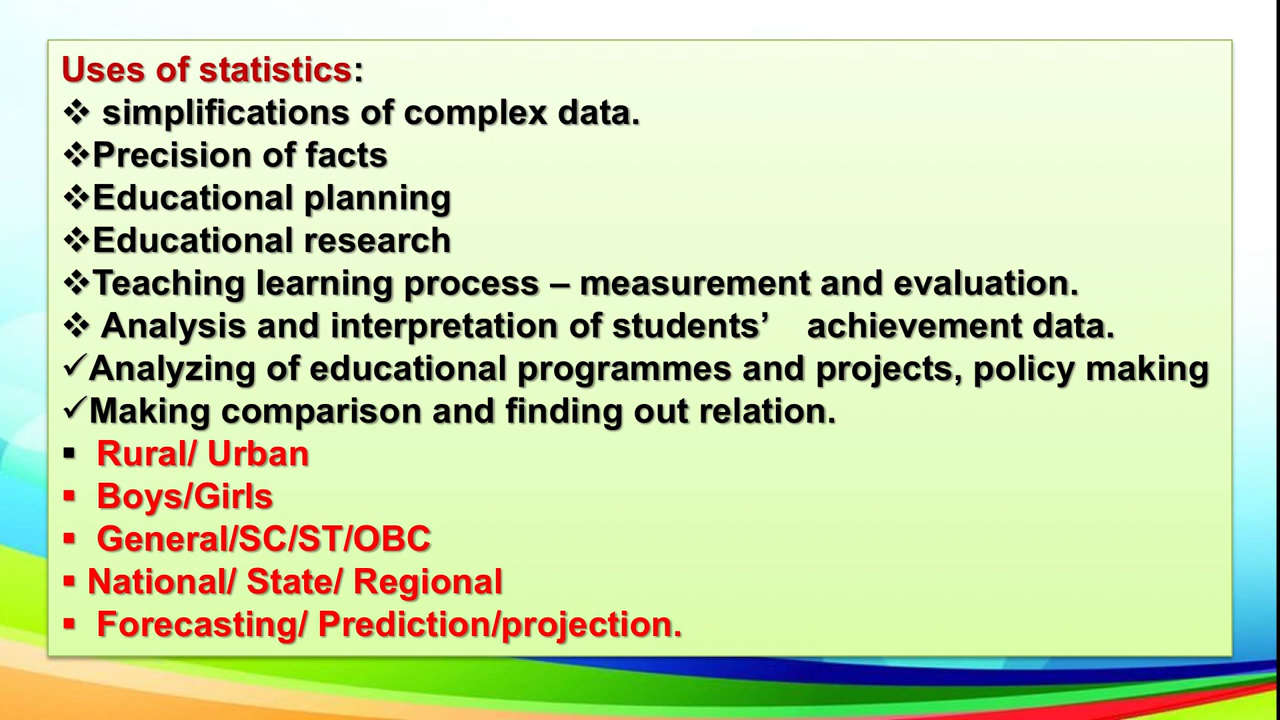 Uses of statistics:
❖ simplifications of complex data.
❖Precision of facts
❖Educational planning
❖Educational research
❖Teaching learning process – measurement and evaluation.
❖ Analysis and interpretation of students’ achievement data.
✓Analyzing of educational programmes and projects, policy making
✓Making comparison and finding out relation.
▪ Rural/ Urban
▪ Boys/Girls
▪ General/SC/ST/OBC
▪ National/ State/ Regional
▪ Forecasting/ Prediction/projection.